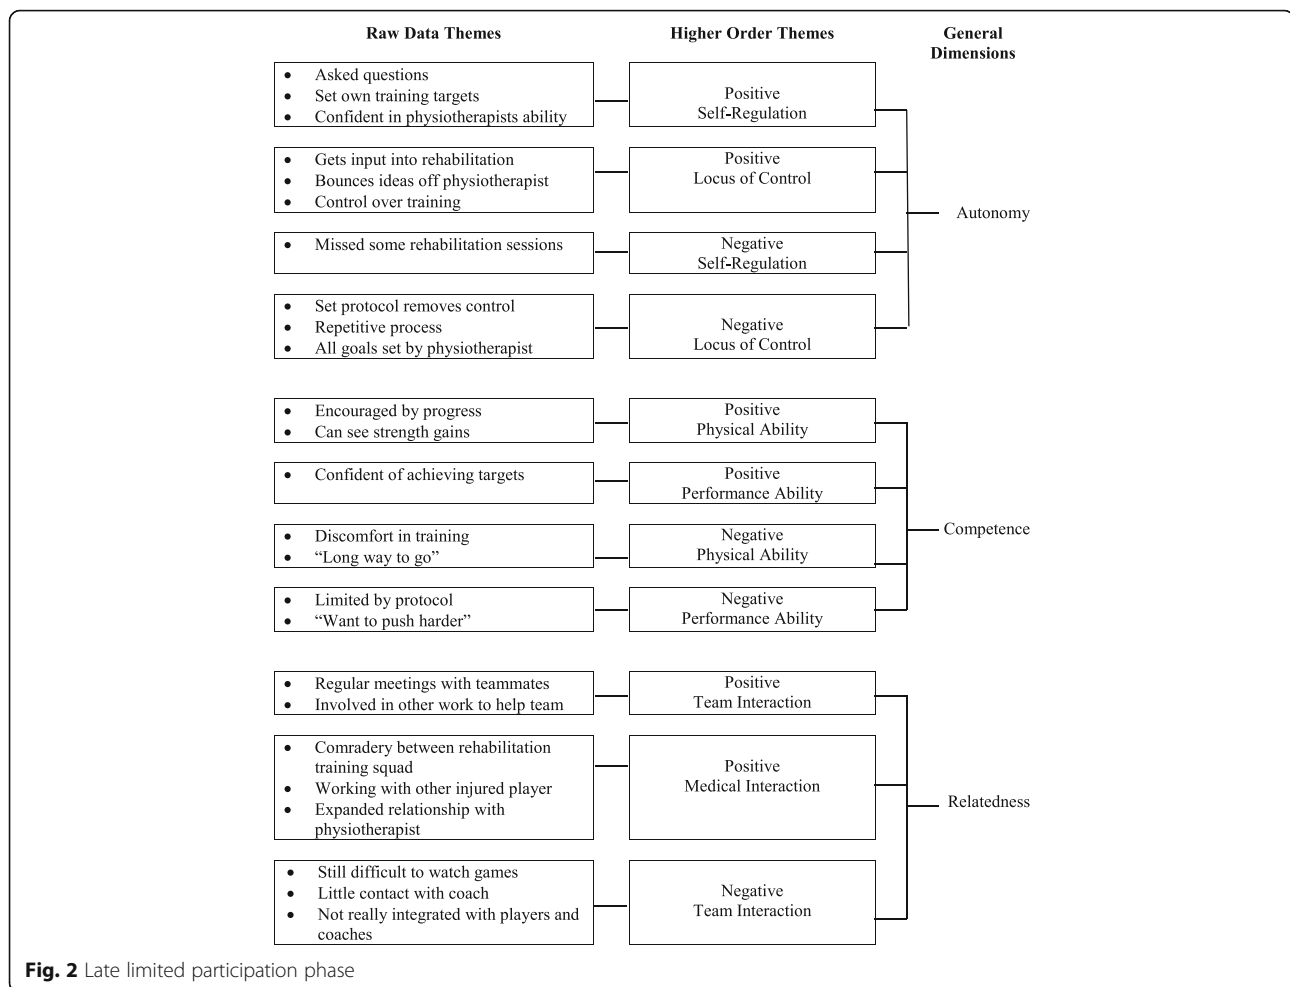 Raw Data Themes
Higher Order Themes
General
Dimensions
• Asked questions
• Set own training targets
• Confident in physiotherapists ability
Positive
Self-Regulation
• Gets input into rehabilitation
• Bounces ideas off physiotherapist
• Control over training
Positive
Locus of Control
• Missed some rehabilitation sessions
Negative
Self-Regulation
• Set protocol removes control
• Repetitive process
• All goals set by physiotherapist
Negative
Locus of Control
Autonomy
• Encouraged by progress
• Can see strength gains
Positive
Physical Ability
• Confident of achieving targets
Positive
Performance Ability
• Discomfort in training
• “Long way to go”
Negative
Physical Ability
• Limited by protocol
• “Want to push harder”
Negative
Performance Ability
Competence
• Regular meetings with teammates
• Involved in other work to help team
Positive
Team Interaction
• Comradery between rehabilitation
training squad
• Working with other injured player
• Expanded relationship with
physiotherapist
Positive
Medical Interaction
• Still difficult to watch games
• Little contact with coach
• Not really integrated with players and
coaches
Negative
Team Interaction
Relatedness
Fig. 2 Late limited participation phase